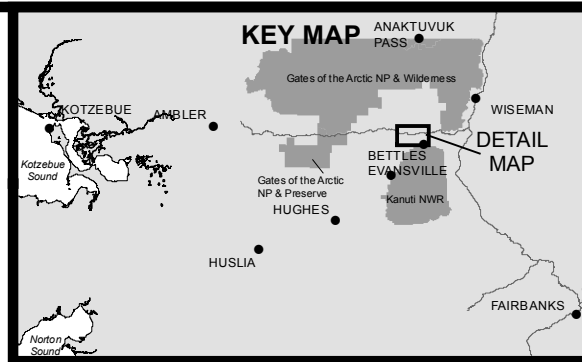 KEY MAP
ANAKTUVUK
PASS
Gates of the Arctic NP & Wilderness
KOTZEBUE
AMBLER
WISEMAN
Kotzebue
Sound
DETAIL
MAP
BETTLES
EVANSVILLE
Gates of the Arctic
NP & Preserve
Kanuti NWR
HUGHES
HUSLIA
FAIRBANKS
Norton
Sound